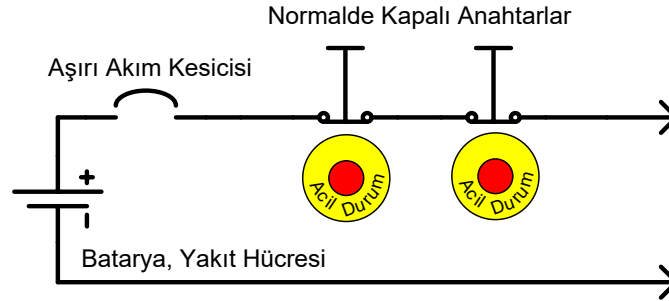 Normalde Kapalı Anahtarlar
Aşırı Akım Kesicisi
Acil Durum
Acil Durum
+
-
Batarya, Yakıt Hücresi